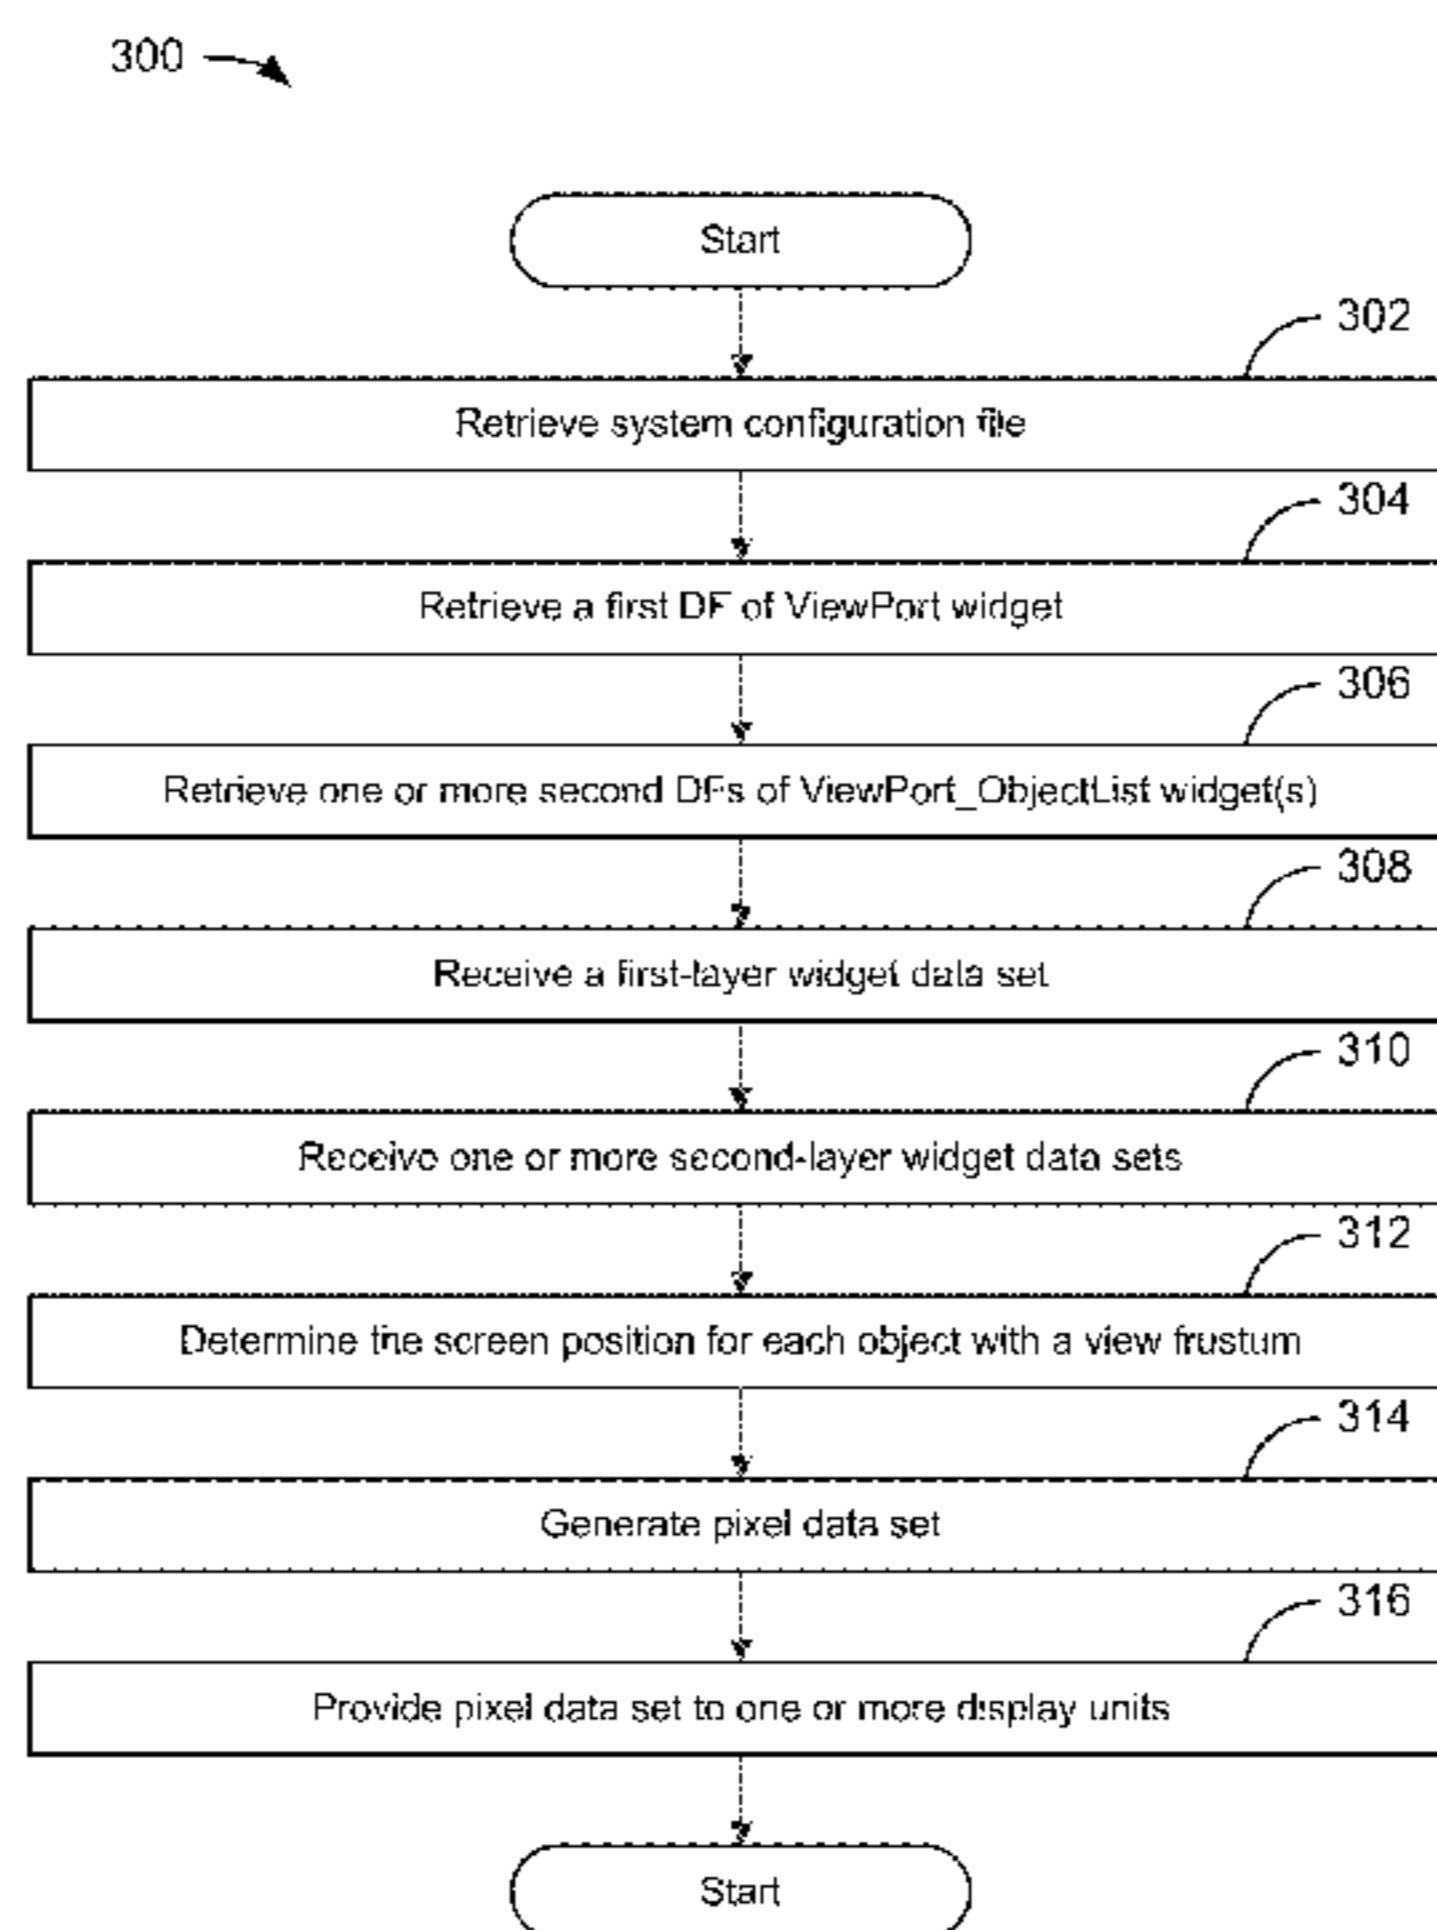 300
Start
302
Retrieve system configuration file
304
Retrieve a first DF of ViewPort widget
306
Retrieve one or more second DFs of ViewPort_ObjectList widget(s)
308
Receive a first-layer widget data set
310
Receive one or more second-layer widget data sets
312
Determine the screen position for each object with a view frustum
314
Generate pixel data set
316
Provide pixel data set to one or more display units
Start